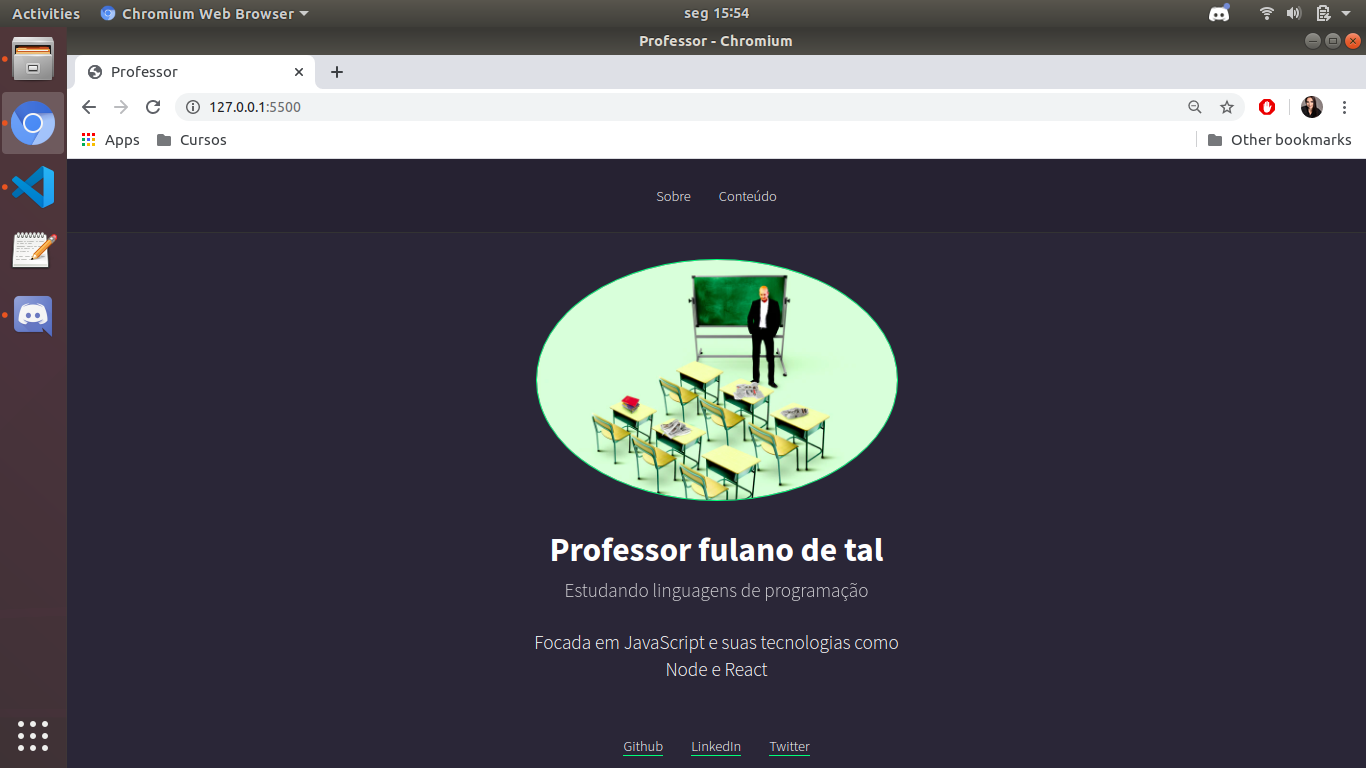 Activities
Chromium Web Browser
seg 15:54
Professor - Chromium
Professor
127.0.0.1:5500
Apps
Cursos
Other bookmarks
Sobre
Conteúdo
Professor fulano de tal
Estudando linguagens de programação
Focada em JavaScript e suas tecnologias como
Node e React
Github
LinkedIn
Twitter